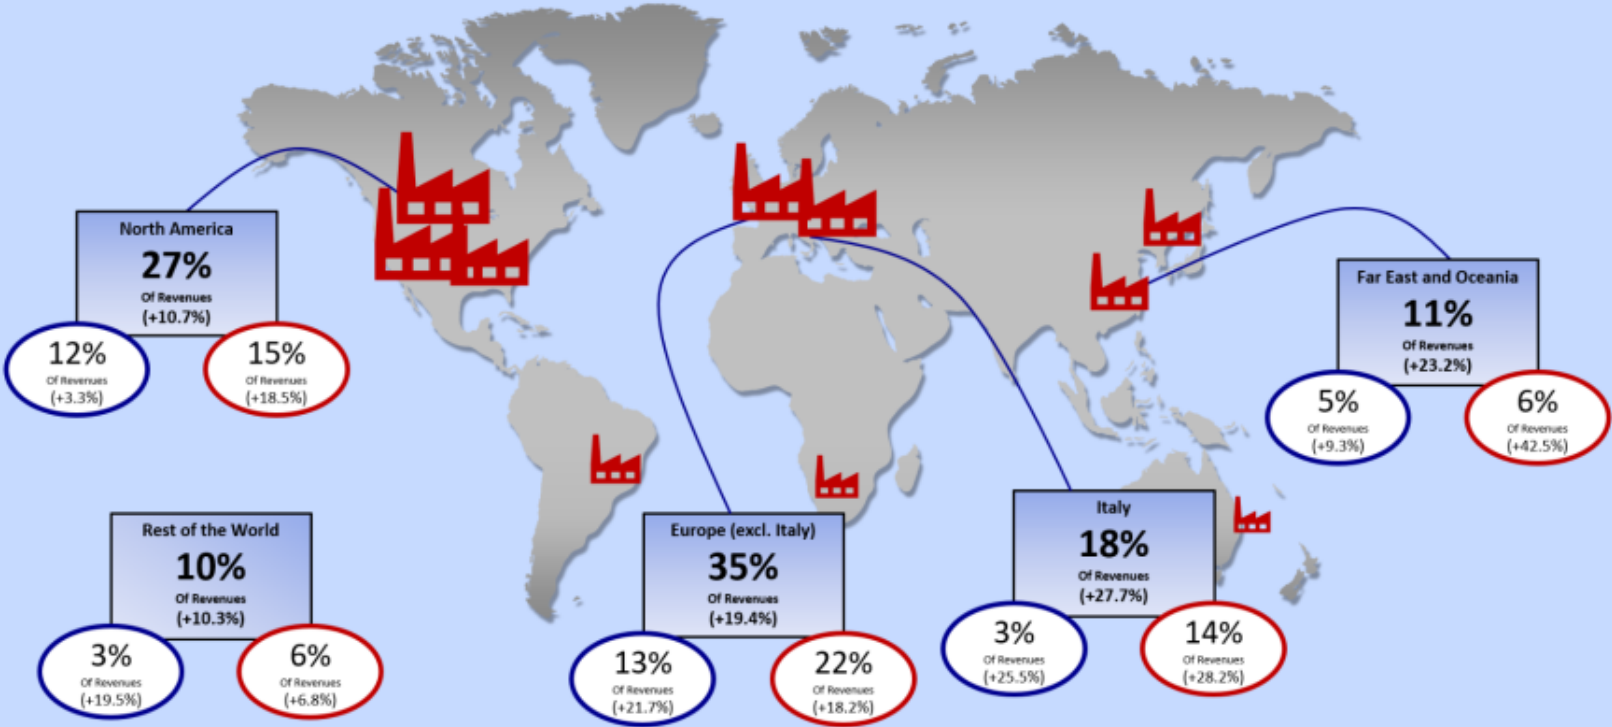 North America
27%
Of Revenues
(+10.7%)
12%
Of Revenues
(+3.3%)
15%
Of Revenues
(+18.5%)
Far East and Oceania
11%
Of Revenues
(+23.2%)
5%
Of Revenues
(+9.3%)
6%
Of Revenues
(+42.5%)
Rest of the World
10%
Of Revenues
(+10.3%)
3%
Of Revenues
(+19.5%)
6%
Of Revenues
(+6.8%)
Europe (excl. Italy)
35%
Of Revenues
(+19.4%)
13%
Of Revenues
(+21.7%)
22%
Of Revenues
(+18.2%)
Italy
18%
Of Revenues
(+27.7%)
3%
Of Revenues
(+25.5%)
14%
Of Revenues
(+28.2%)